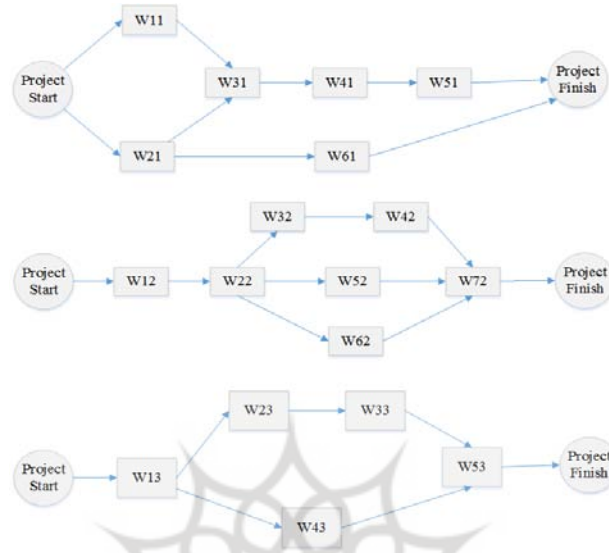 W11
Project
Start
W31
W41
W51
Project
Finish
W21
W61
W32
W42
Project
Start
W12
W22
W52
W72
Project
Finish
W62
W23
W33
Project
Start
W13
W53
Project
Finish
W43